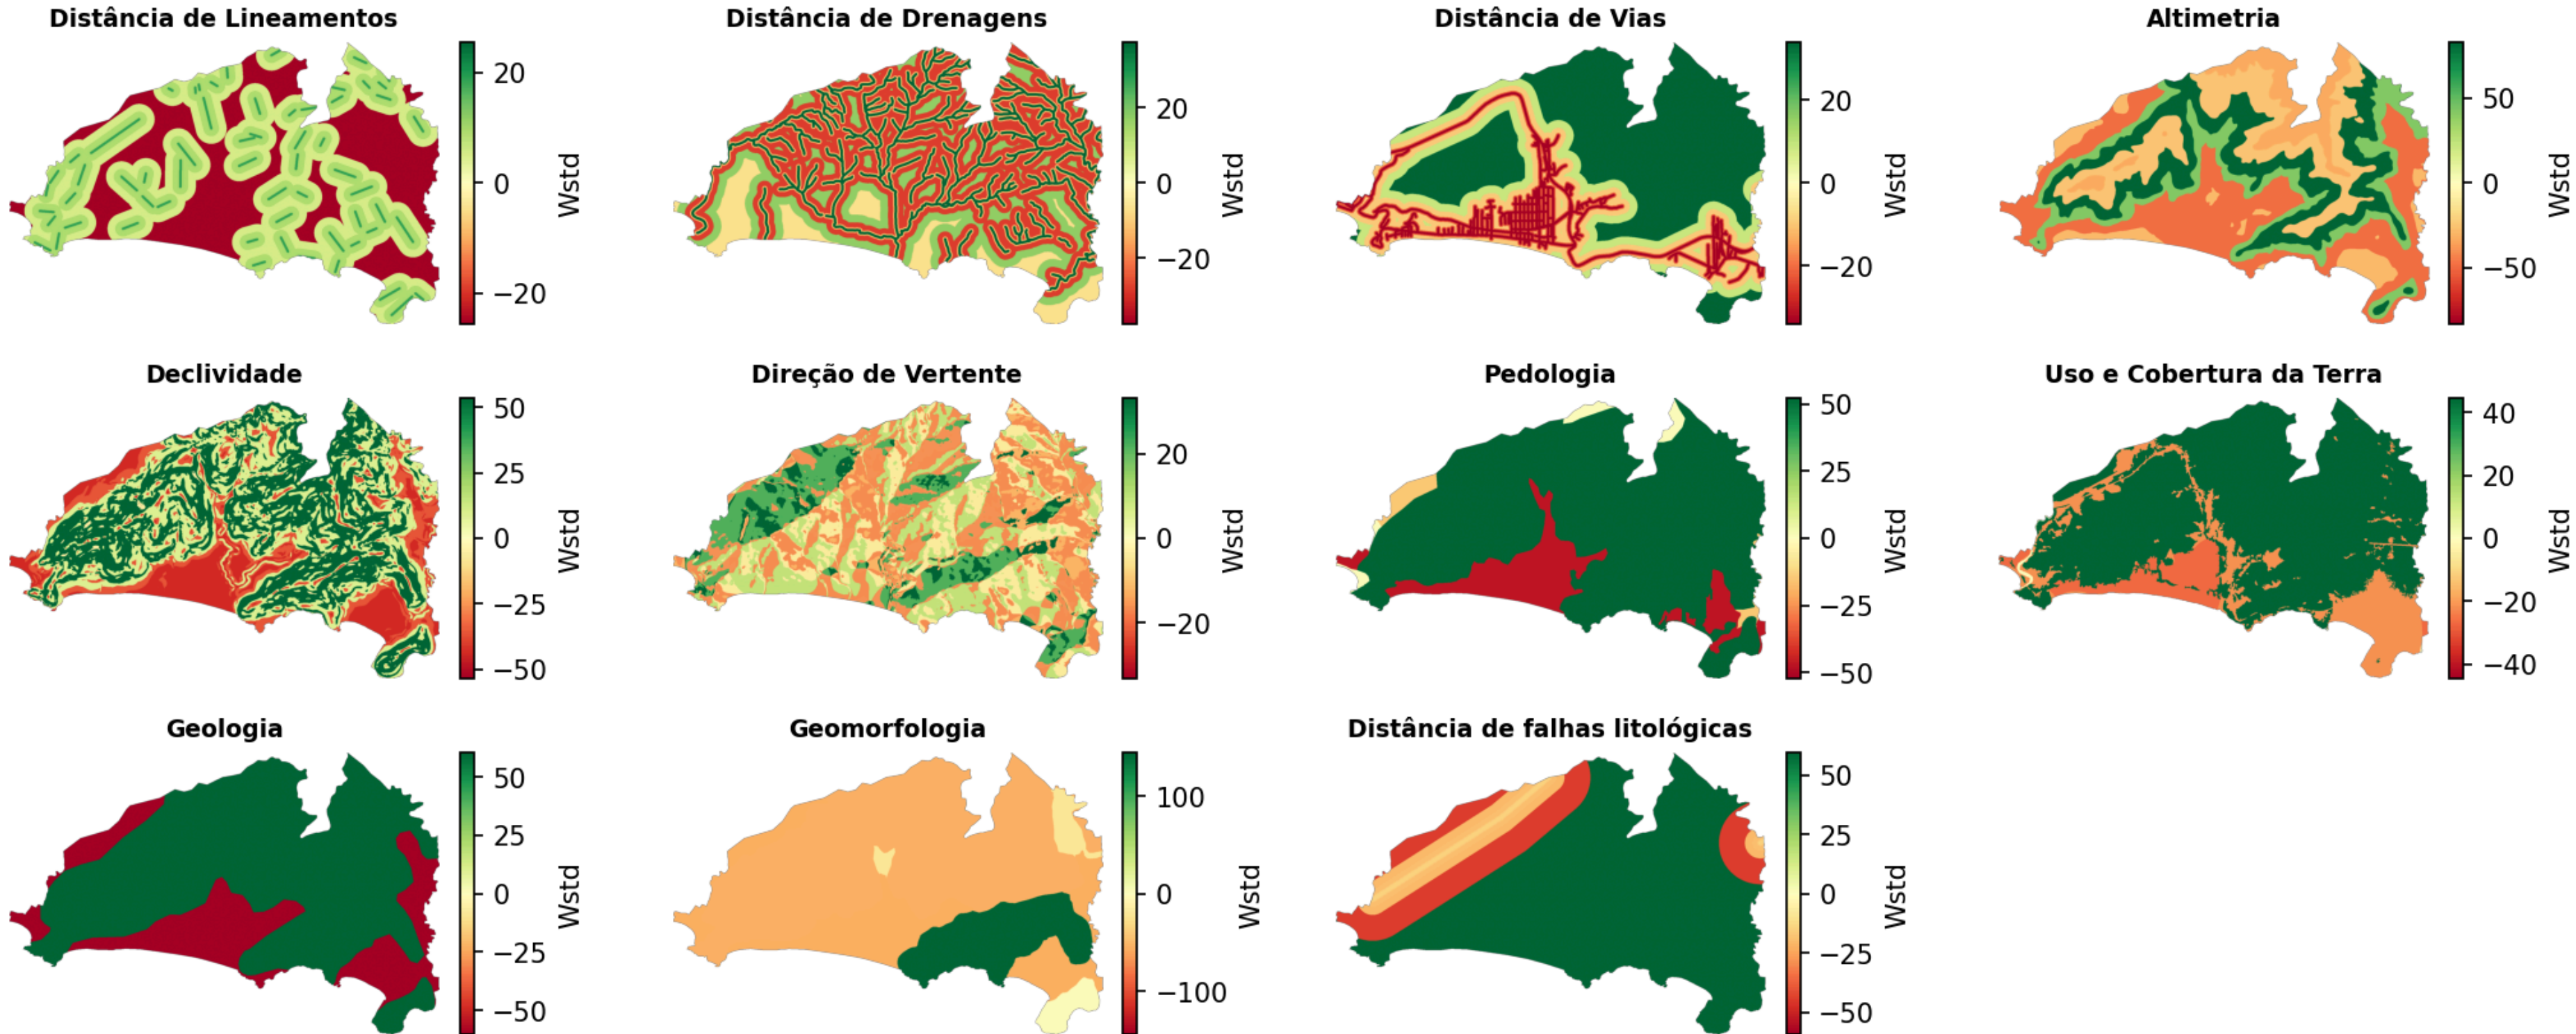 Distância de Lineamentos
20
0
−20
Wstd
Distância de Drenagens
20
0
−20
Wstd
Distância de Vias
20
0
−20
Wstd
Altimetria
50
0
−50
Wstd
Declividade
50
25
0
−25
−50
Wstd
Direção de Vertente
20
0
−20
Wstd
Pedologia
50
25
0
−25
−50
Wstd
Uso e Cobertura da Terra
40
20
0
−20
−40
Wstd
Geologia
50
25
0
−25
−50
Wstd
Geomorfologia
100
0
−100
Wstd
Distância de falhas litológicas
50
25
0
−25
−50
Wstd